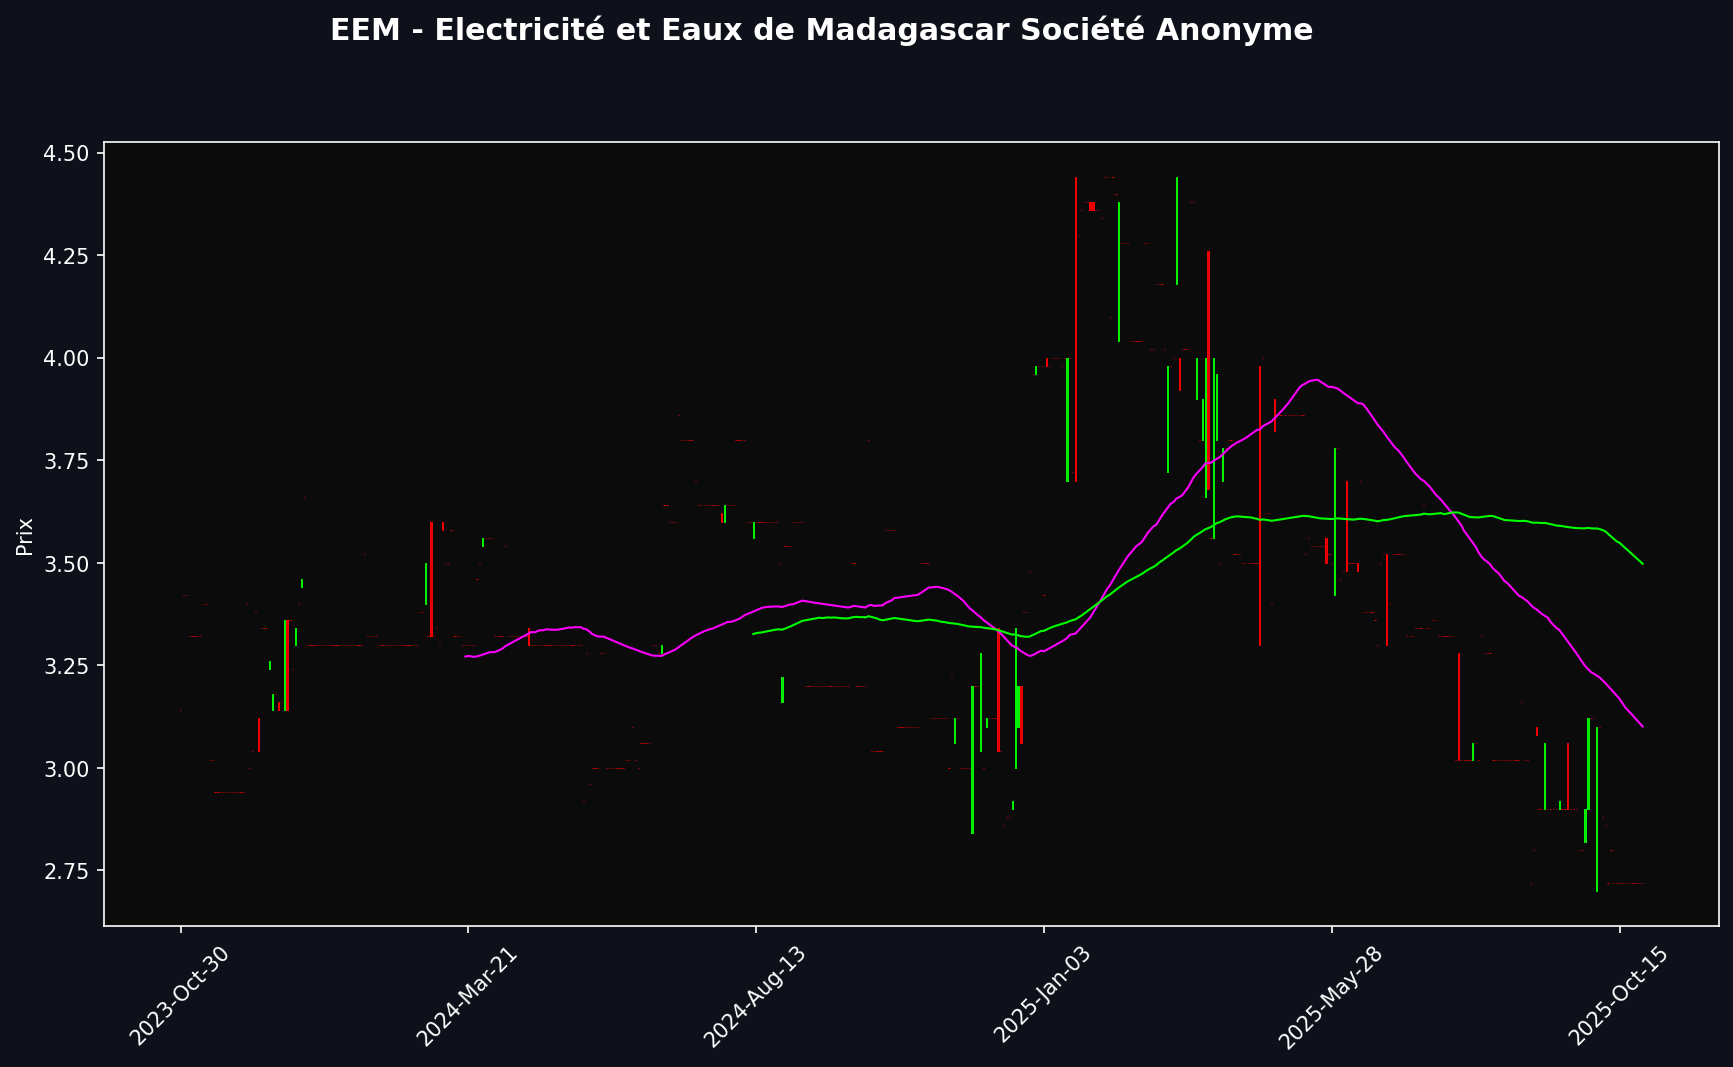 EEM - Electricité et Eaux de Madagascar Société Anonyme
4.50
4.25
4.00
3.75
3.50
3.25
3.00
2.75
Prix
2023-Oct-30
2024-Mar-21
2024-Aug-13
2025-Jan-03
2025-May-28
2025-Oct-15